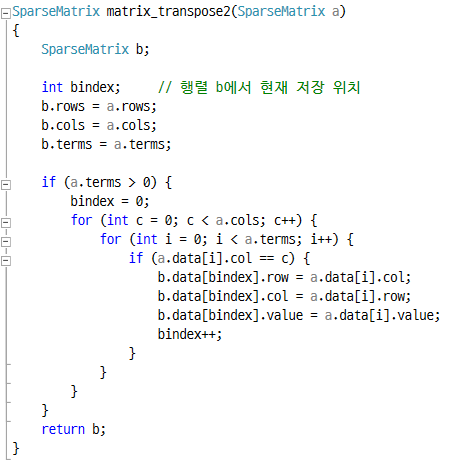 SparseMatrix matrix_transpose2(SparseMatrix a)
{
    SparseMatrix b;

    int bindex;     // 행렬 b에서 현재 저장 위치
    b.rows = a.rows;
    b.cols = a.cols;
    b.terms = a.terms;

    if (a.terms > 0) {
        bindex = 0;
        for (int c = 0; c < a.cols; c++) {
            for (int i = 0; i < a.terms; i++) {
                if (a.data[i].col == c) {
                    b.data[bindex].row = a.data[i].col;
                    b.data[bindex].col = a.data[i].row;
                    b.data[bindex].value = a.data[i].value;
                    bindex++;
                }
            }
        }
    }
    return b;
}